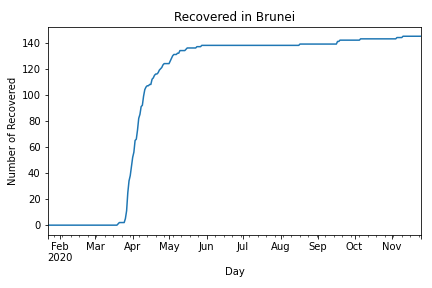 Recovered in Brunei
Number of Recovered
140
120
100
80
60
40
20
0
Feb Mar Apr May Jun Jul Aug Sep Oct Nov
2020
Day